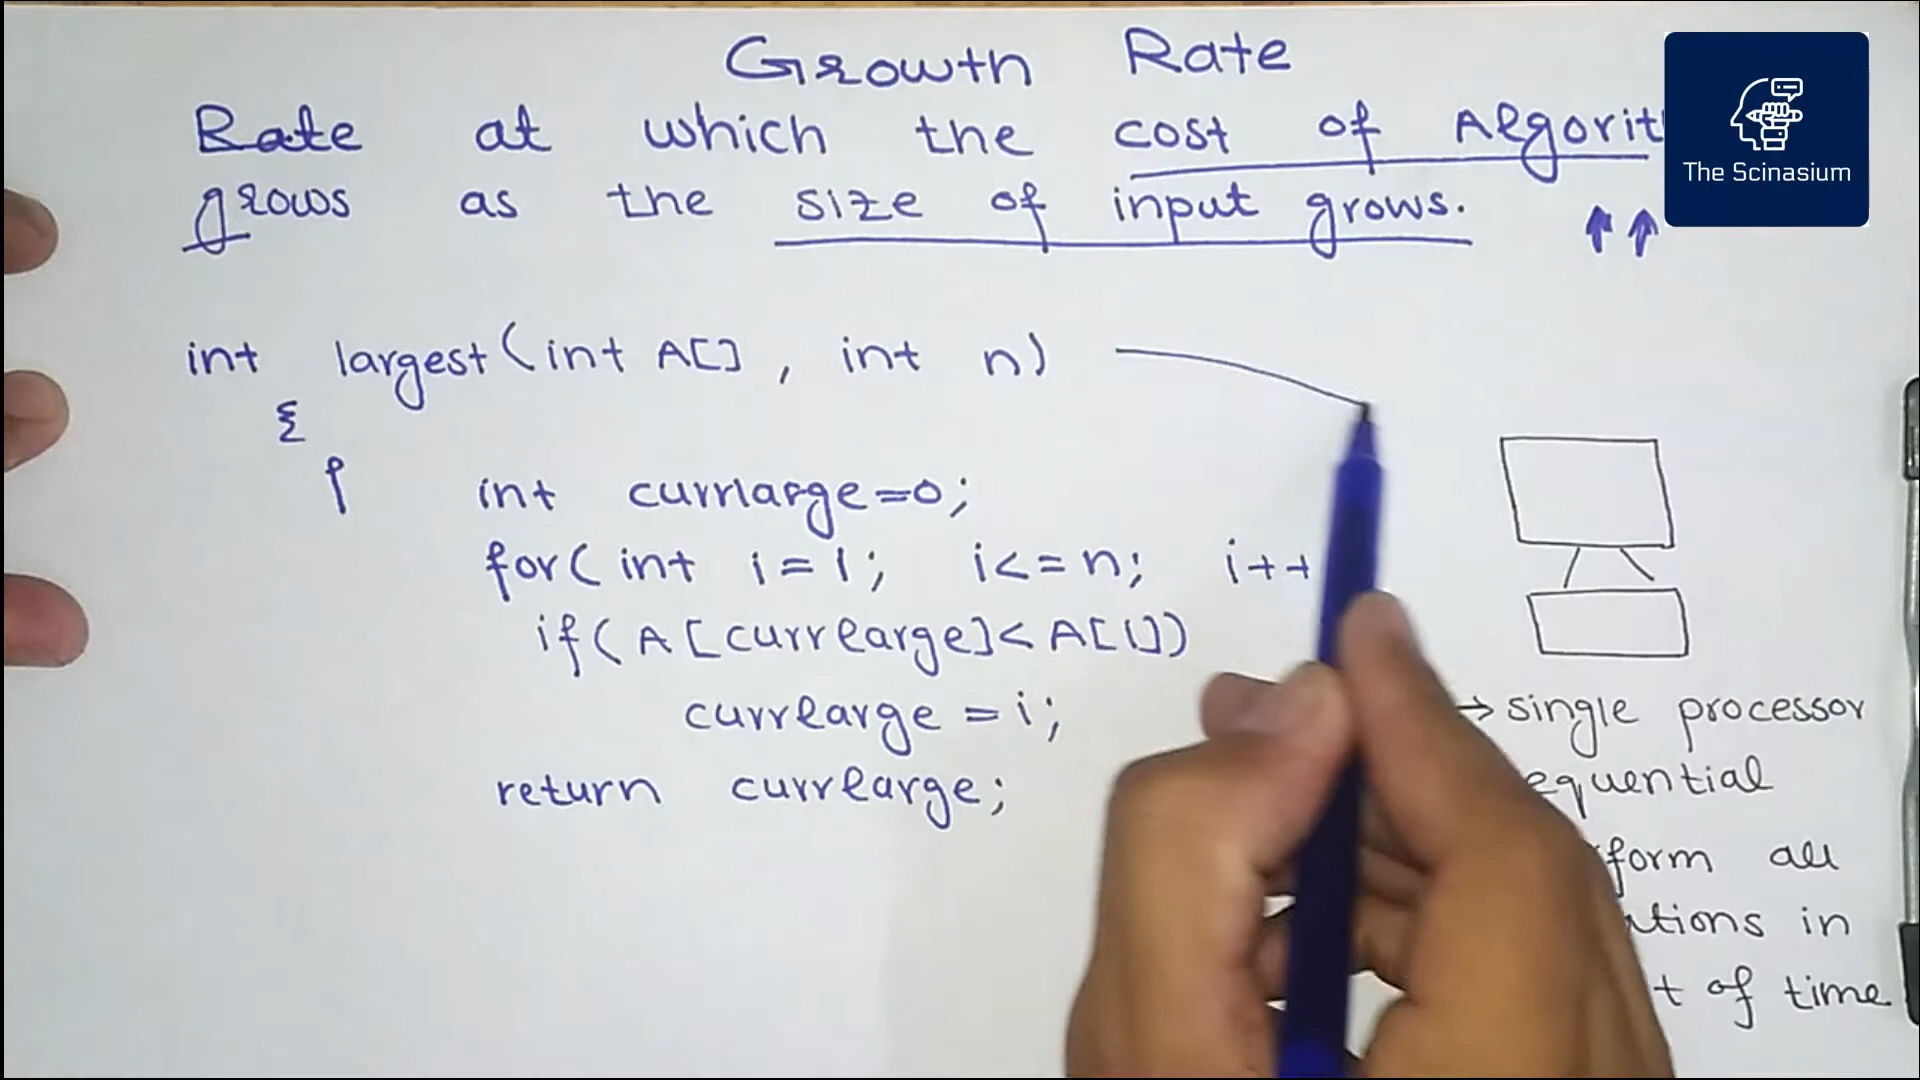 Growth Rate
Rate at which the cost of Algorit
grows as the size of input grows.
The Scinasium
int largest(int A[], int n)
{
int currlarge=0;
for(int i=1; i<=n; i++
if(A[currlarge]<A[i])
currlarge=i;
return currlarge;
→ single processor
equential
form all
ations in
t of time